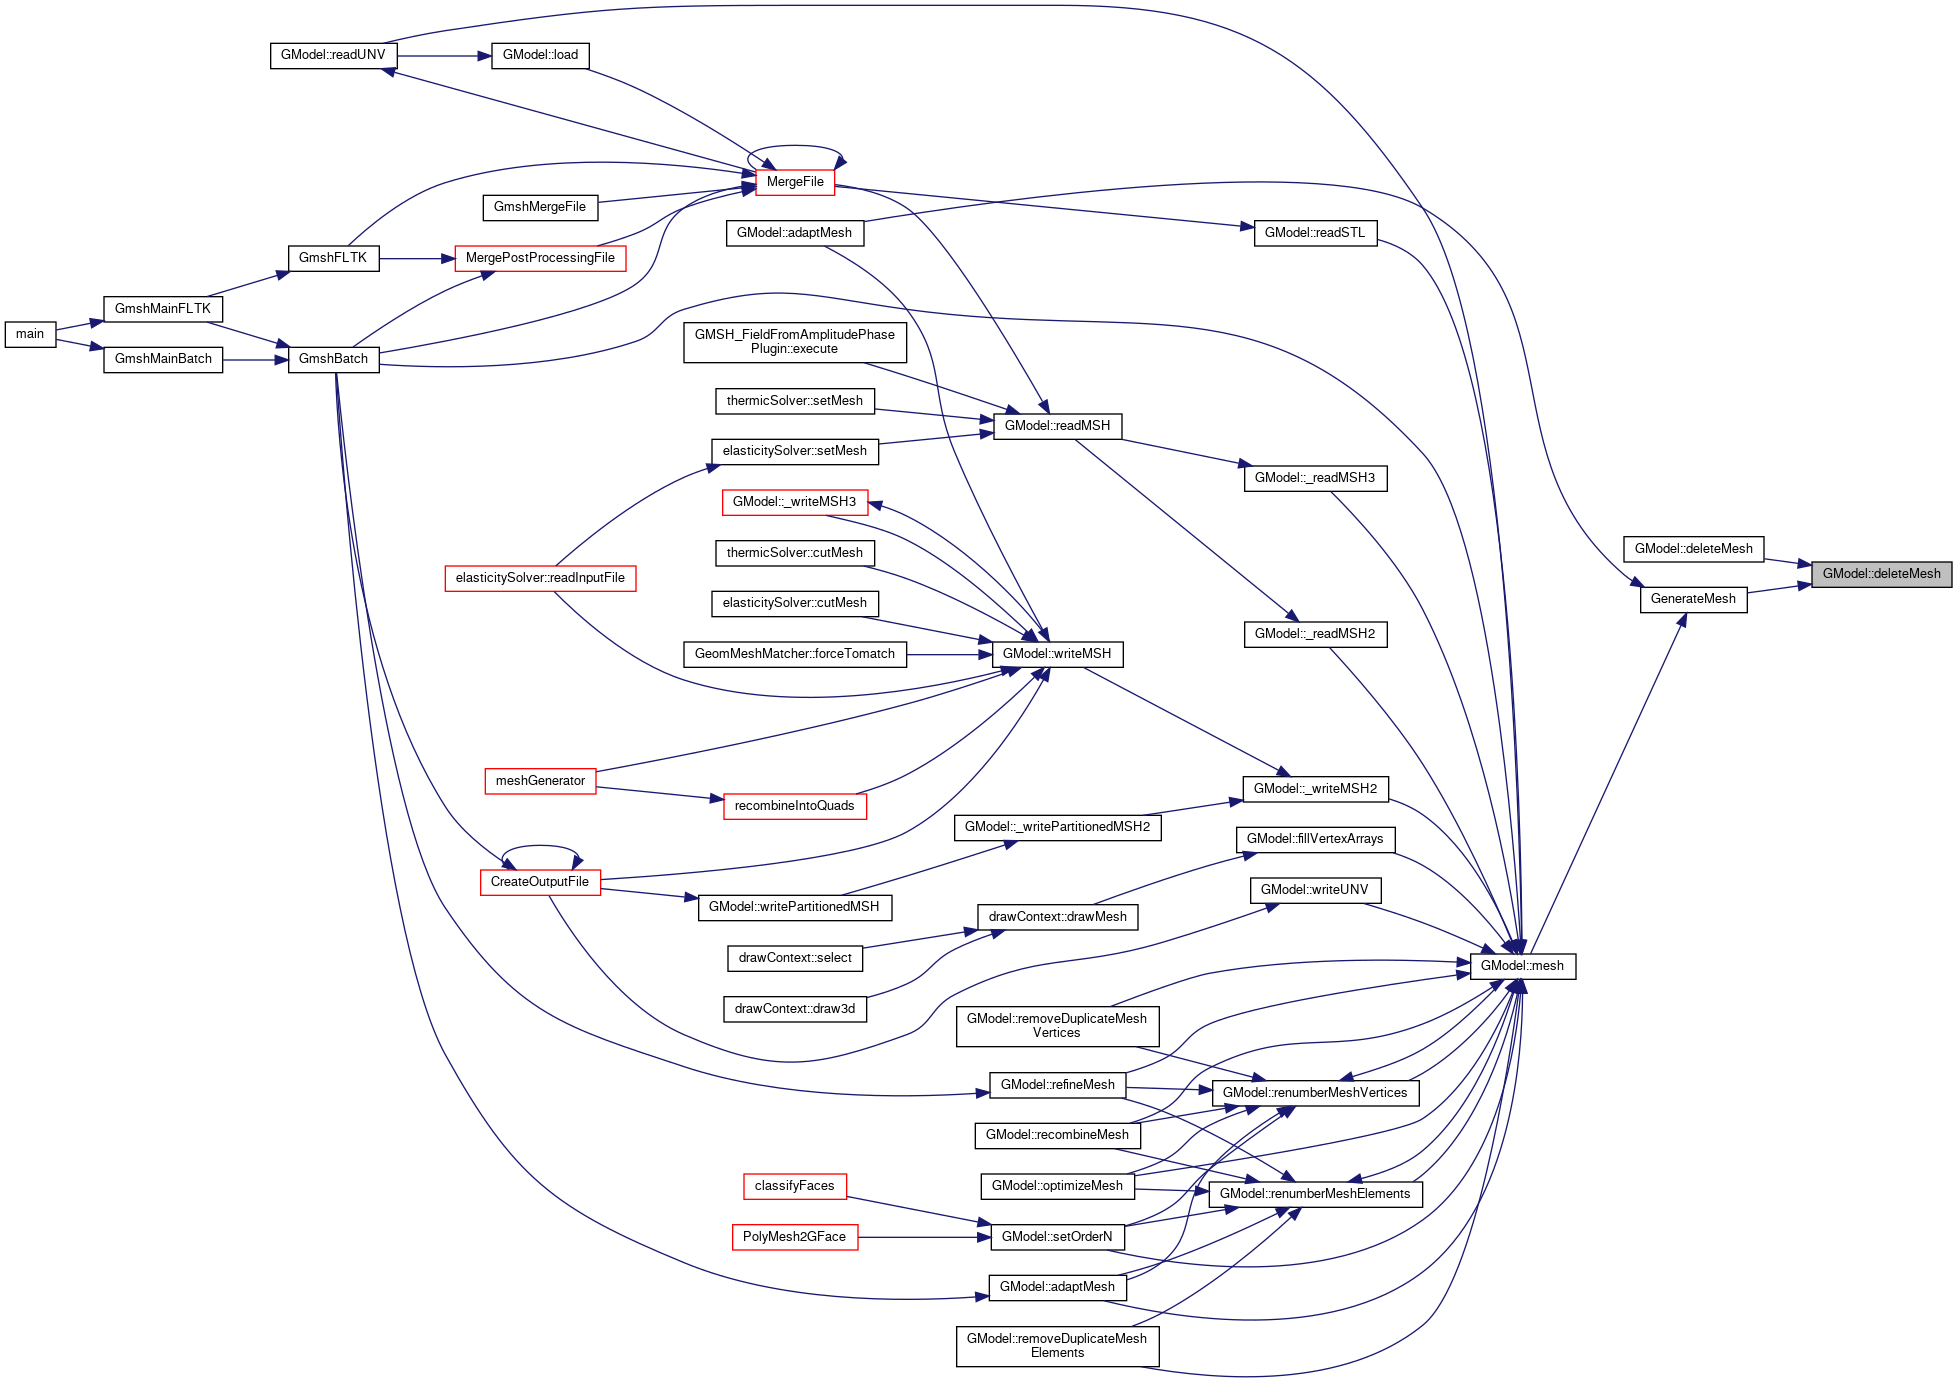 GModel::readUNV
GModel::load
MergeFile
GmshMergeFile
GModel::adaptMesh
GModel::readSTL
GmshFLTK
MergePostProcessingFile
GmshMainFLTK
main
GmshMainBatch
GmshBatch
GMSH_FieldFromAmplitudePhase
Plugin::execute
thermicSolver::setMesh
GModel::readMSH
elasticitySolver::setMesh
GModel::_readMSH3
GModel::_writeMSH3
thermicSolver::cutMesh
GModel::deleteMesh
elasticitySolver::readInputFile
GModel::deleteMesh
elasticitySolver::cutMesh
GenerateMesh
GModel::_readMSH2
GeomMeshMatcher::forceTomatch
GModel::writeMSH
meshGenerator
recombineIntoQuads
GModel::_writeMSH2
GModel::_writePartitionedMSH2
GModel::fillVertexArrays
CreateOutputFile
GModel::writeUNV
GModel::writePartitionedMSH
drawContext::drawMesh
drawContext::select
GModel::mesh
drawContext::draw3d
GModel::removeDuplicateMesh
Vertices
GModel::refineMesh
GModel::renumberMeshVertices
GModel::recombineMesh
classifyFaces
GModel::optimizeMesh
GModel::renumberMeshElements
PolyMesh2GFace
GModel::setOrderN
GModel::adaptMesh
GModel::removeDuplicateMesh
Elements